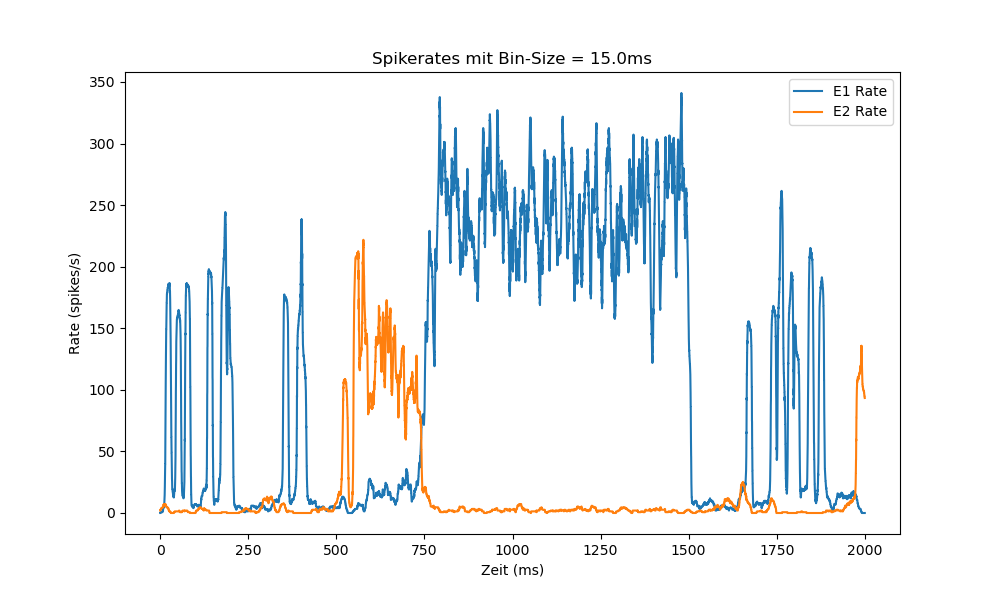 Spikerates mit Bin-Size = 15.0ms
E1 Rate
E2 Rate
Rate (spikes/s)
350
300
250
200
150
100
50
0
0 250 500 750 1000 1250 1500 1750 2000
Zeit (ms)